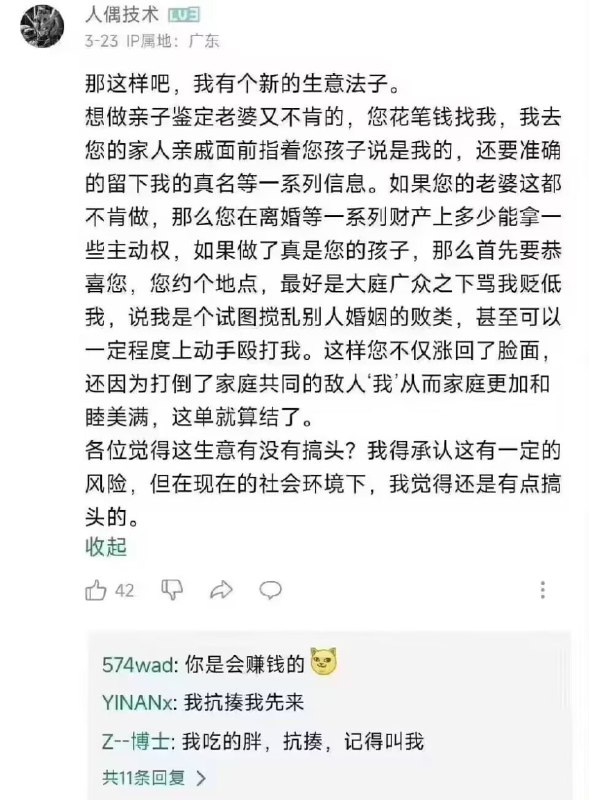 人偶技术 LV3
3-23 IP属地：广东
那这样吧，我有个新的生意法子。
想做亲子鉴定老婆又不肯的，您花笔钱找我，我去
您的家人亲戚面前指着您孩子说是我的，还要准确
的留下我的真名等一系列信息。如果您的老婆这都
不肯做，那么您在离婚等一系列财产上多少能拿一
些主动权，如果做了真是您的孩子，那么首先要恭
喜您，您约个地点，最好是大庭广众之下骂我贬低
我，说我是个试图搅乱别人婚姻的败类，甚至可以
一定程度上动手殴打我。这样您不仅涨回了脸面，
还因为打倒了家庭共同的敌人‘我’从而家庭更加和
睦美满，这单就算结了。
各位觉得这生意有没有搞头？我得承认这有一定的
风险，但在现在的社会环境下，我觉得还是有点搞
头的。
收起
42
574wad: 你是会赚钱的
YINANx: 我抗揍我先来
Z--博士: 我吃的胖，抗揍，记得叫我
共11条回复 >